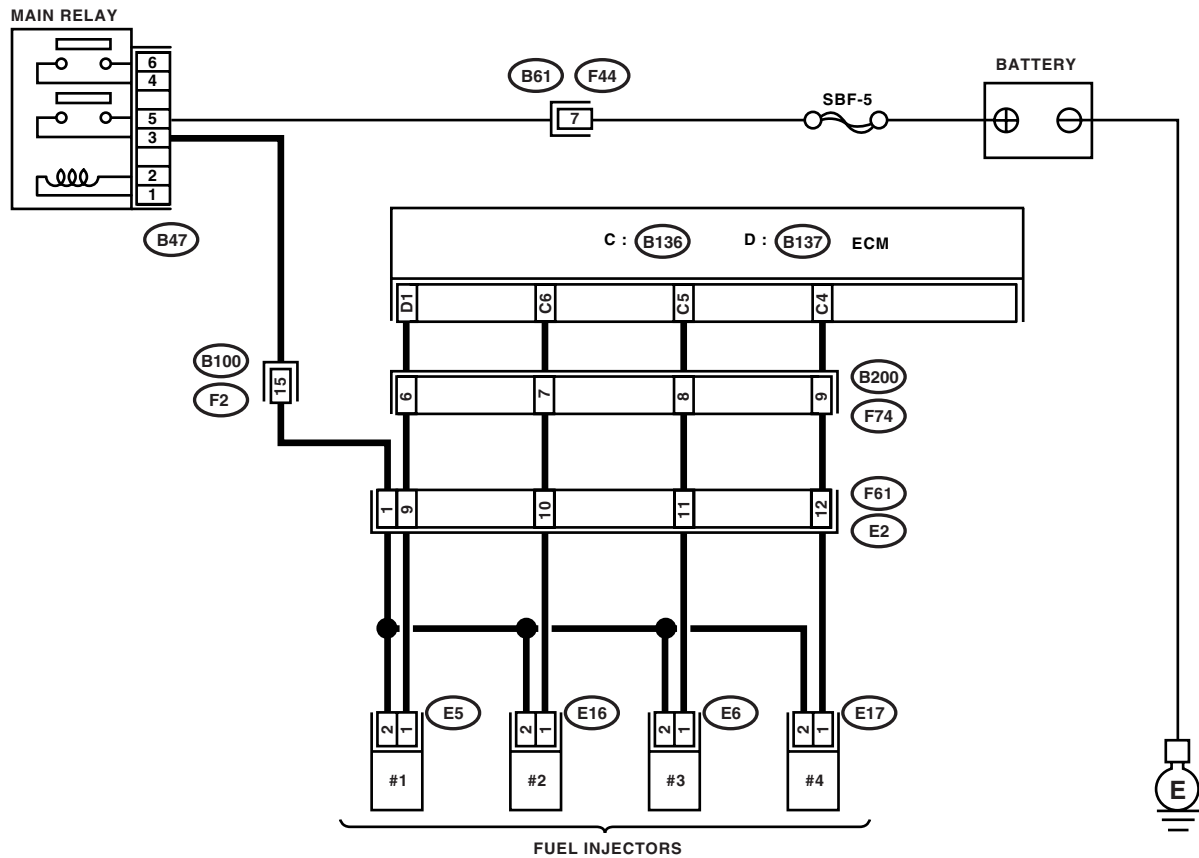 MAIN RELAY
6
4
5
3
2
1
B47
B61 F44
7
SBF-5
BATTERY
E
C : B136 D : B137 ECM
D1 C6 C5 C4
B100
F2
15
6 7 8 9
B200
F74
1 9 10 11 12
F61
E2
2 1 E5
2 1 E16
2 1 E6
2 1 E17
#1 #2 #3 #4
FUEL INJECTORS